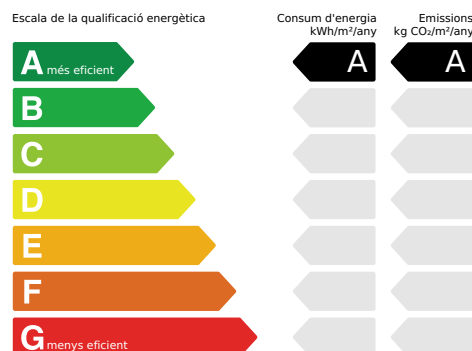 Escala de la qualificació energètica
Consum d'energia
kWh/m²/any
Emissions
kg CO₂/m²/any
A més eficient
A
A
B
C
D
E
F
G menys eficient